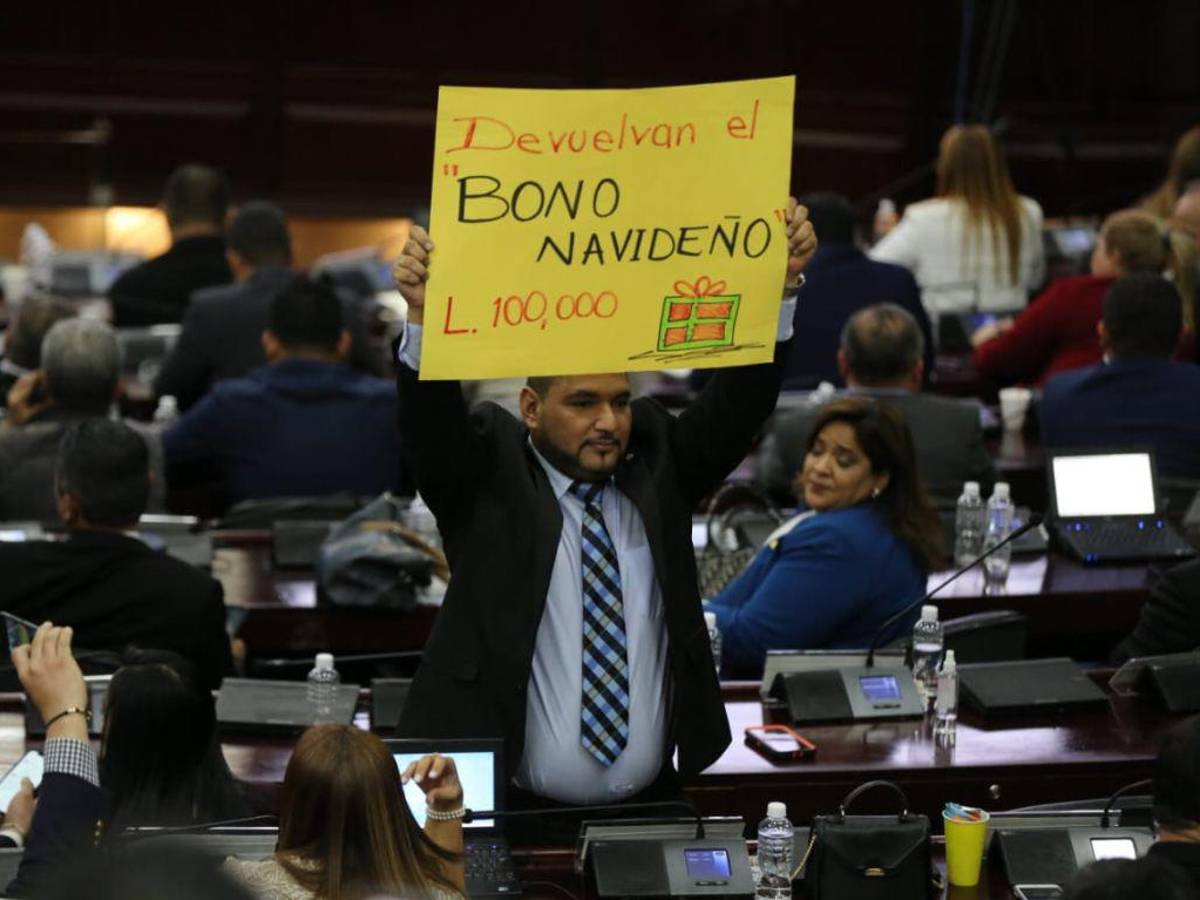 Devuelvan el
"BONO
NAVIDEÑO"
L. 100,000